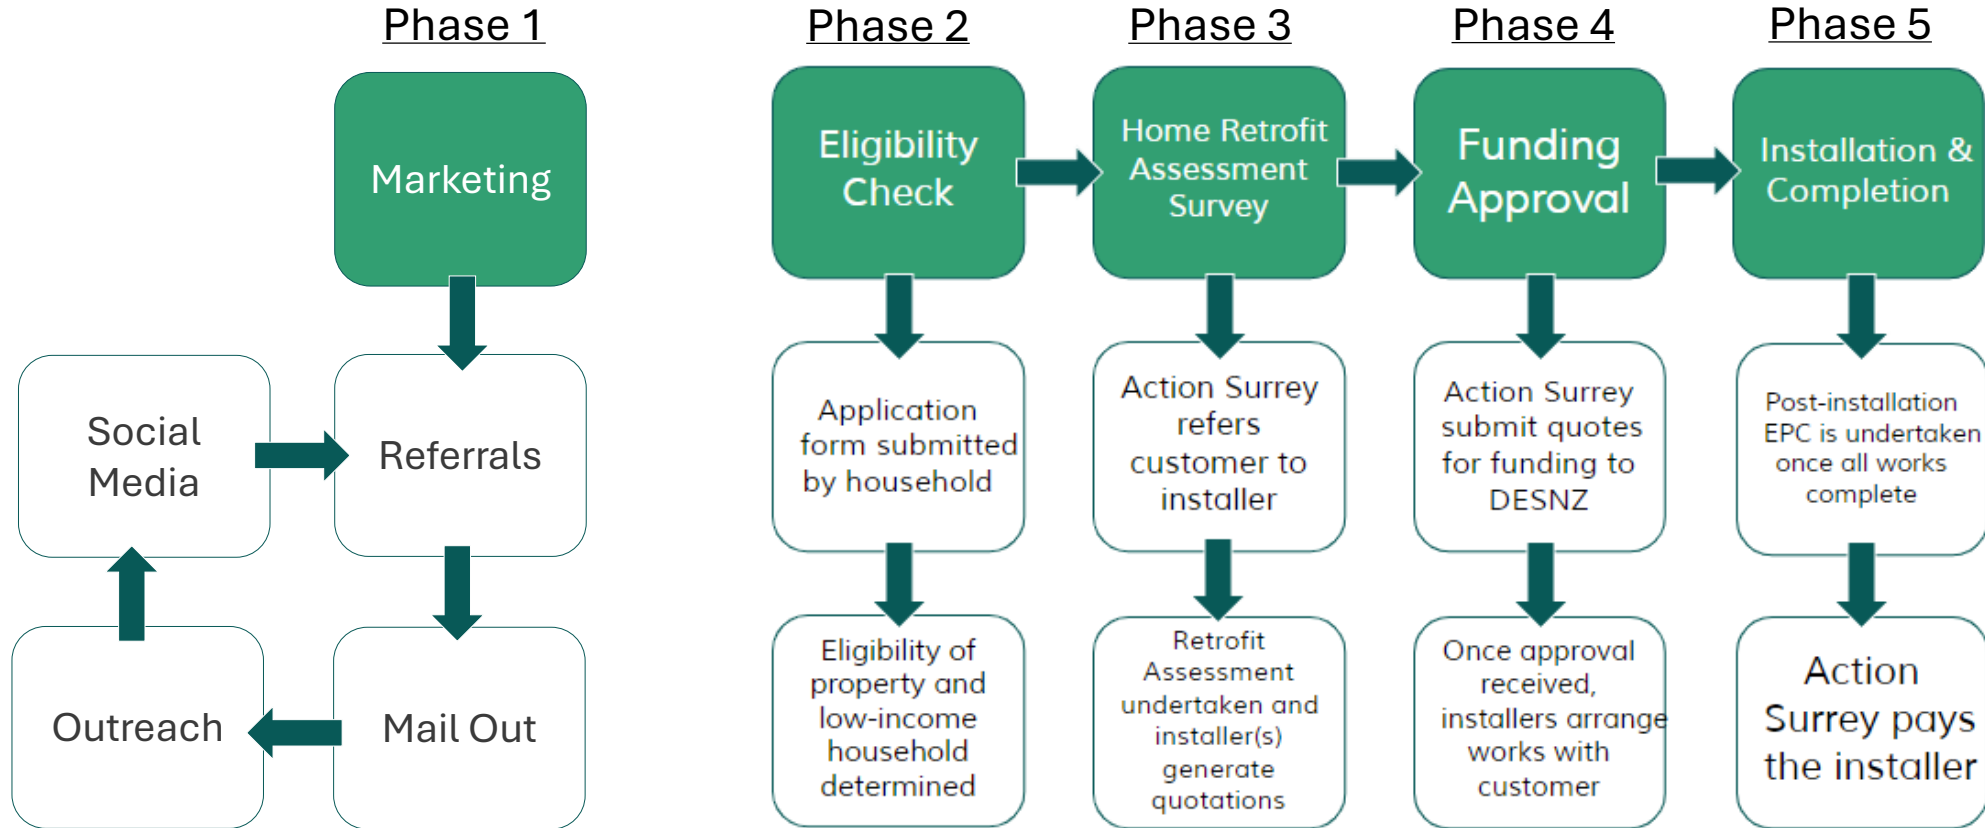 Phase 1
Phase 2
Phase 3
Phase 4
Phase 5
Marketing
Eligibility
Check
Home Retrofit
Assessment
Survey
Funding
Approval
Installation &
Completion
Social
Media
Referrals
Application
form submitted
by household
Action Surrey
refers
customer to
installer
Action Surrey
submit quotes
for funding to
DESNZ
Post-installation
EPC is undertaken
once all works
complete
Outreach
Mail Out
Eligibility of
property and
low-income
household
determined
Retrofit
Assessment
undertaken and
installer(s)
generate
quotations
Once approval
received,
installers arrange
works with
customer
Action
Surrey pays
the installer